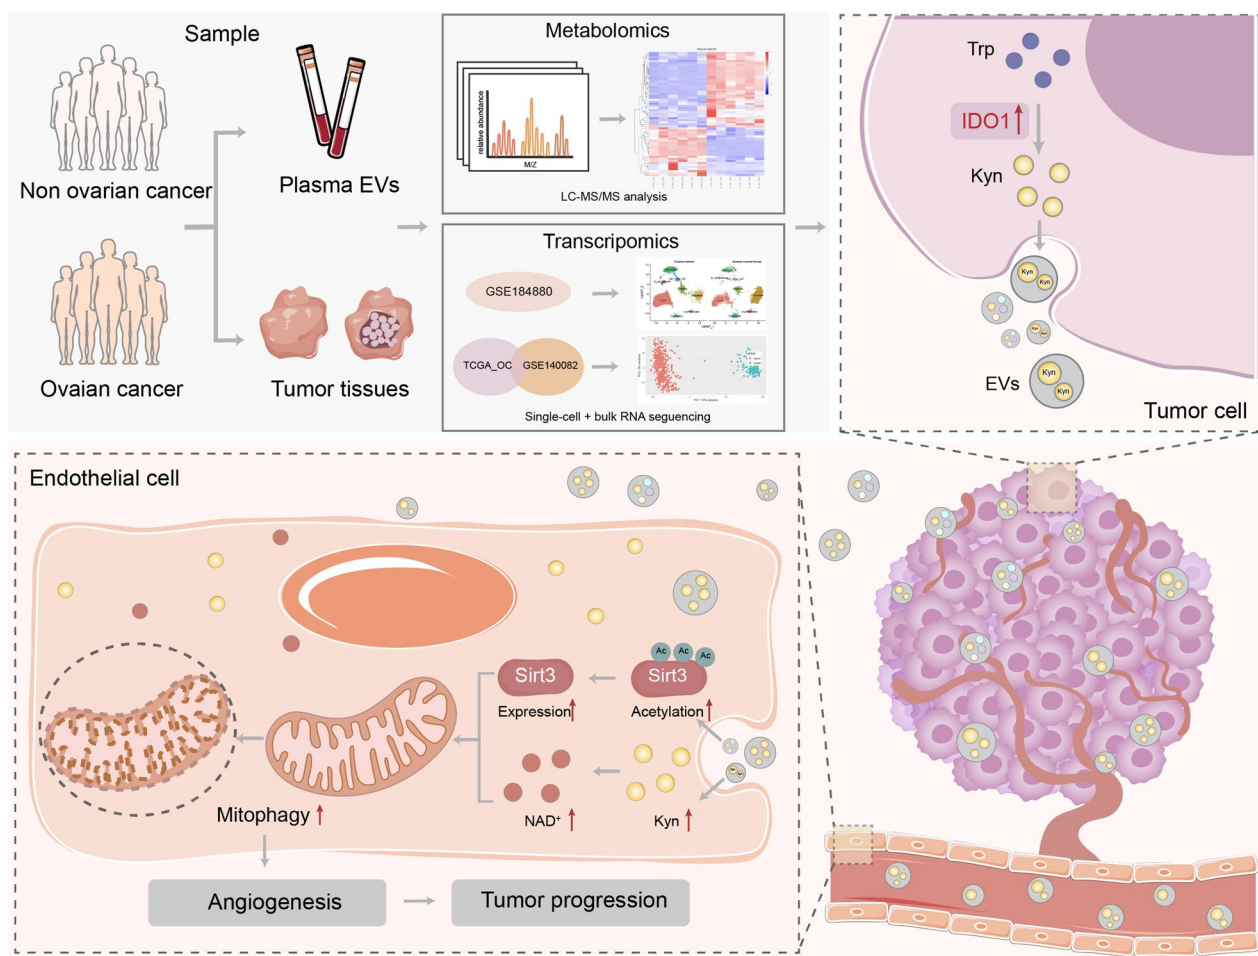 Sample
Non ovarian cancer
Ovaian cancer
Plasma EVs
Tumor tissues
Metabolomics
relative abundance
M/Z
LC-MS/MS analysis
Transcripomics
GSE184880
TCGA_OC
GSE140082
Single-cell + bulk RNA sequencing
Trp
IDO1
Kyn
Kyn
Kyn
EVs
Kyn
Kyn
Tumor cell
Endothelial cell
Ac
Ac
Ac
Sirt3
Sirt3
Expression
Acetylation
NAD⁺
Kyn
Mitophagy
Angiogenesis
Tumor progression